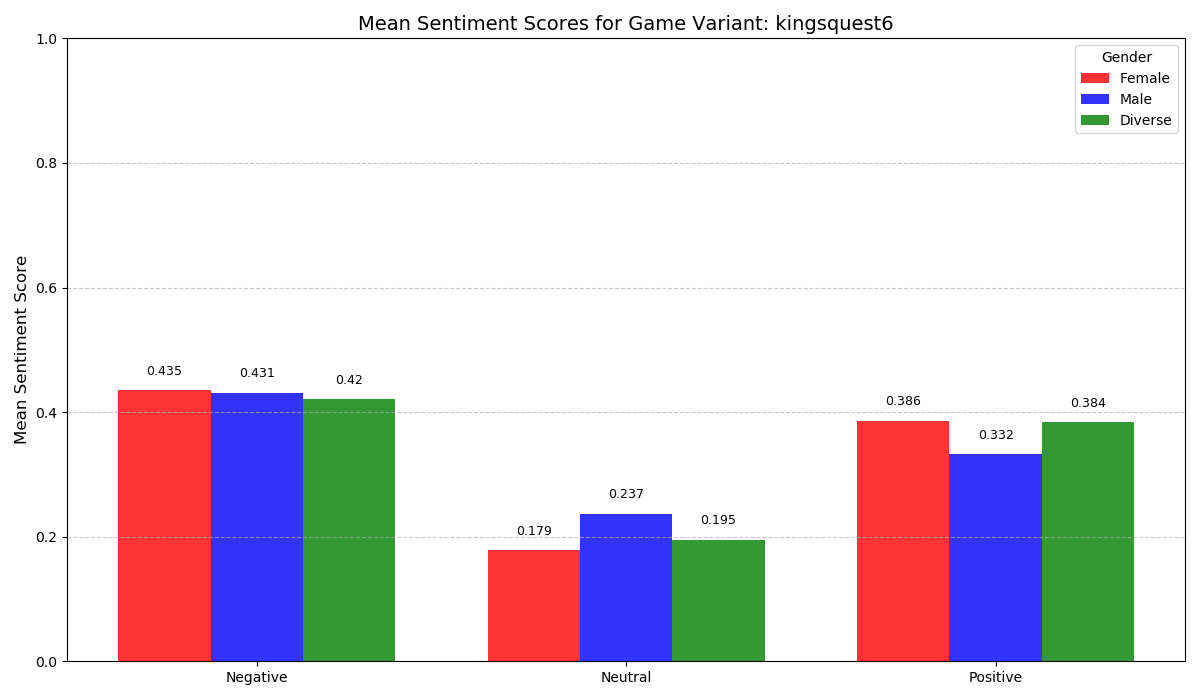 Mean Sentiment Scores for Game Variant: kingsquest6
Mean Sentiment Score
1.0
0.8
0.6
0.4
0.2
0.0
Gender
Female
Male
Diverse
0.435
0.431
0.42
0.179
0.237
0.195
0.386
0.332
0.384
Negative
Neutral
Positive